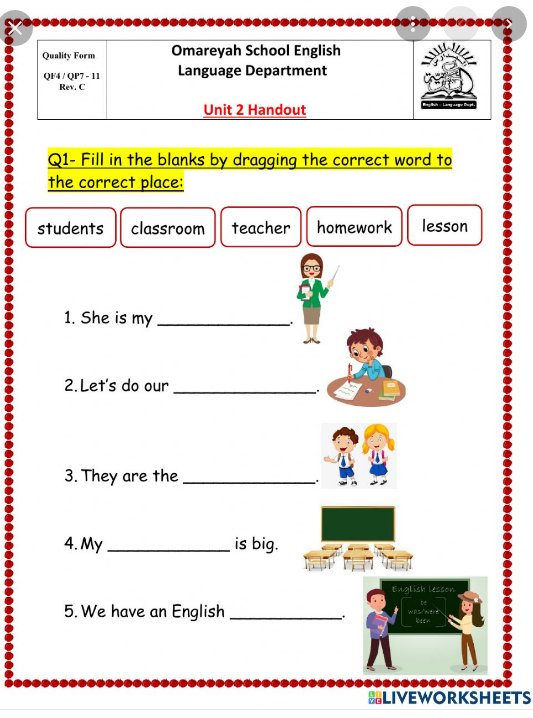 Quality Form
QF4 / QP7 - 11
Rev. C
Omareyah School English
Language Department
Unit 2 Handout
English - Language Dept.
Q1- Fill in the blanks by dragging the correct word to
the correct place:
students classroom teacher homework lesson
1. She is my ______________.
2. Let's do our _______________.
3. They are the ______________.
4. My _____________ is big.
English lesson
be
was/were
been
5. We have an English ____________.
LIVEWORKSHEETS